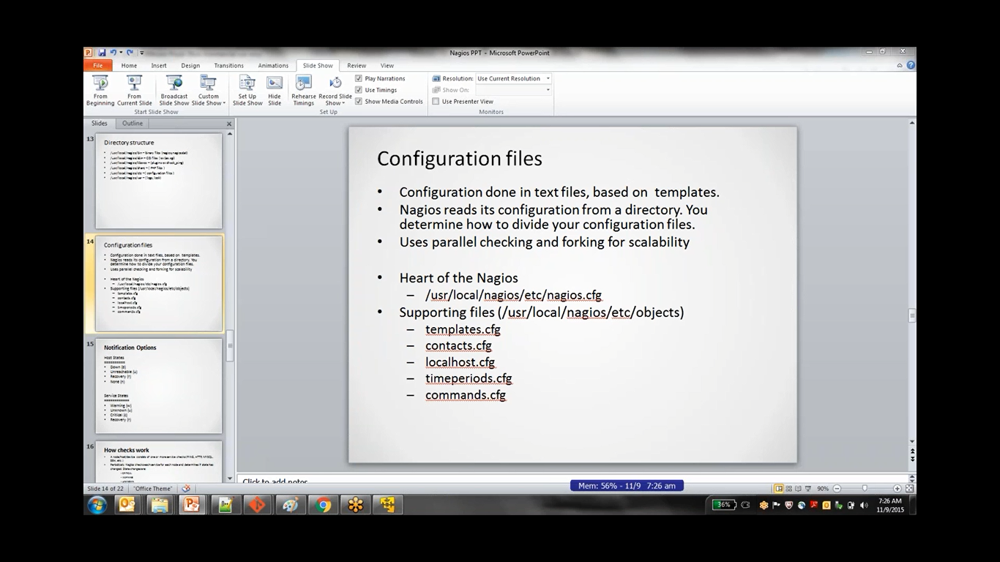 Nagios PPT - Microsoft PowerPoint
File Home Insert Design Transitions Animations Slide Show Review View
From Beginning
From Current Slide
Broadcast Slide Show
Custom Slide Show
Start Slide Show
Set Up Slide Show
Hide Slide
Rehearse Timings
Record Slide Show
Play Narrations
Use Timings
Show Media Controls
Set Up
Resolution: Use Current Resolution
Show On:
Use Presenter View
Monitors
Slides Outline
13
Directory structure
14
Configuration files
• Configuration done in text files, based on templates.
• Nagios reads its configuration from a directory. You
determine how to divide your configuration files.
• Uses parallel checking and forking for scalability
• Heart of the Nagios
– /usr/local/nagios/etc/nagios.cfg
• Supporting files (/usr/local/nagios/etc/objects)
– templates.cfg
– contacts.cfg
– localhost.cfg
– timeperiods.cfg
– commands.cfg
15
Notification Options
Host States
• Down (d)
• Unreachable (u)
• Recovery (r)
• None (n)
Service States
• Warning (w)
• Unknown (u)
• Critical (c)
• Recovery (r)
16
How checks work
Configuration files
• Configuration done in text files, based on templates.
• Nagios reads its configuration from a directory. You
determine how to divide your configuration files.
• Uses parallel checking and forking for scalability
• Heart of the Nagios
– /usr/local/nagios/etc/nagios.cfg
• Supporting files (/usr/local/nagios/etc/objects)
– templates.cfg
– contacts.cfg
– localhost.cfg
– timeperiods.cfg
– commands.cfg
Click to add notes
Slide 14 of 22 "Office Theme"
Mem: 56% - 11/9 7:26 am
90%
36%
7:26 AM
11/9/2015